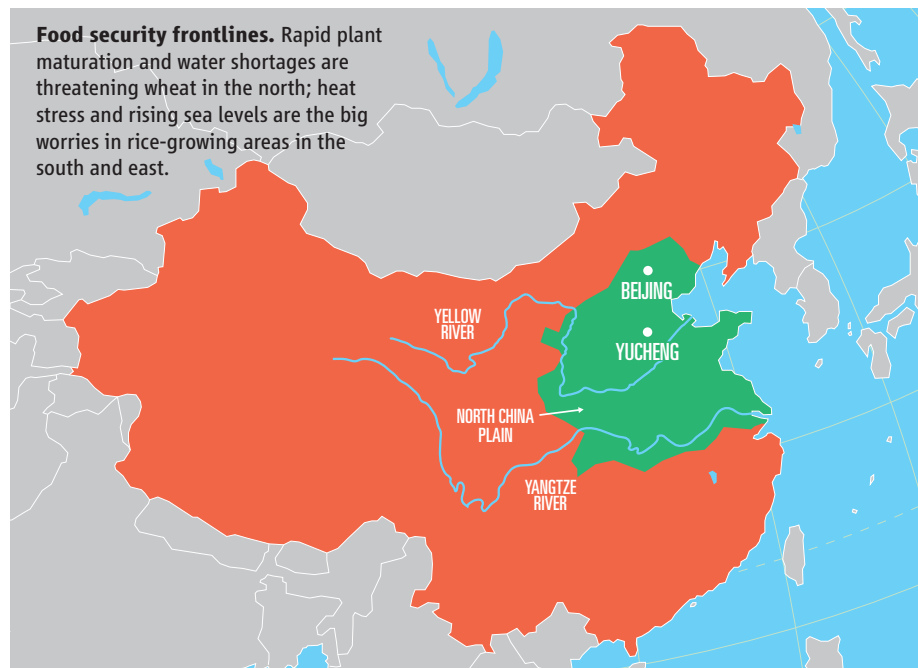 Food security frontlines. Rapid plant
maturation and water shortages are
threatening wheat in the north; heat
stress and rising sea levels are the big
worries in rice-growing areas in the
south and east.
BEIJING
YELLOW
RIVER
YUCHENG
NORTH CHINA
PLAIN
YANGTZE
RIVER